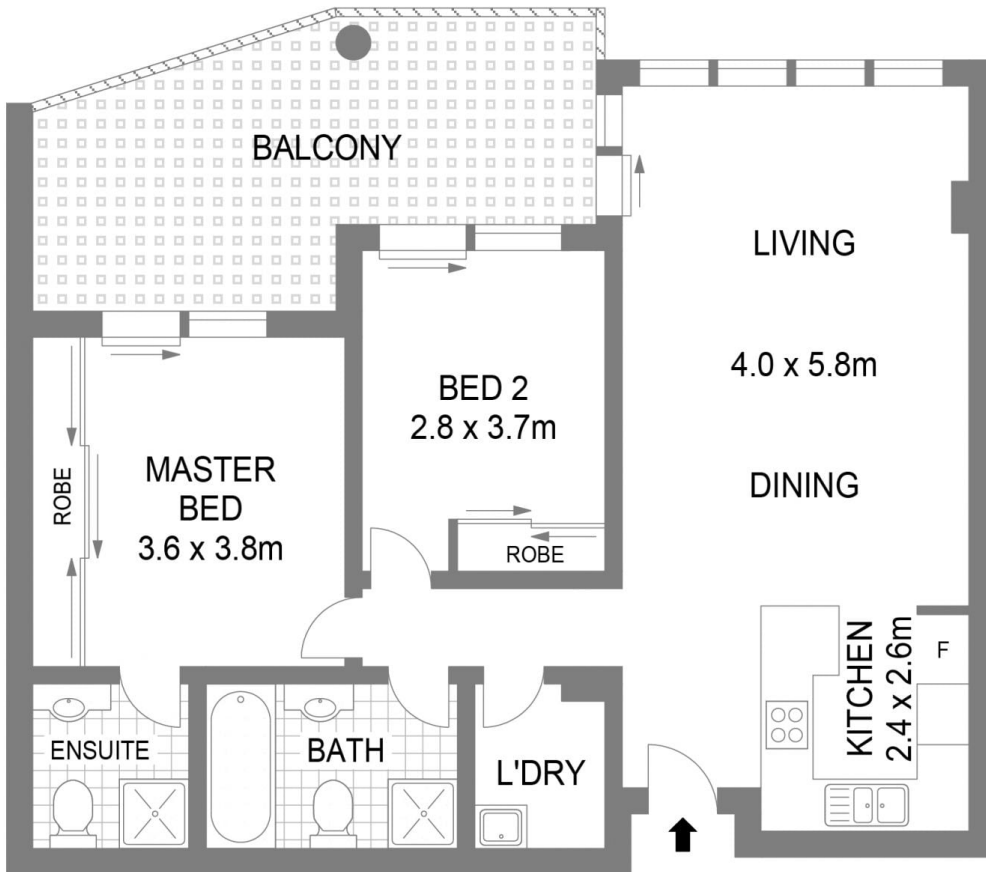 BALCONY
LIVING
4.0 x 5.8m
DINING
BED 2
2.8 x 3.7m
ROBE
MASTER
BED
3.6 x 3.8m
ROBE
KITCHEN
2.4 x 2.6m
F
ENSUITE
BATH
L'DRY